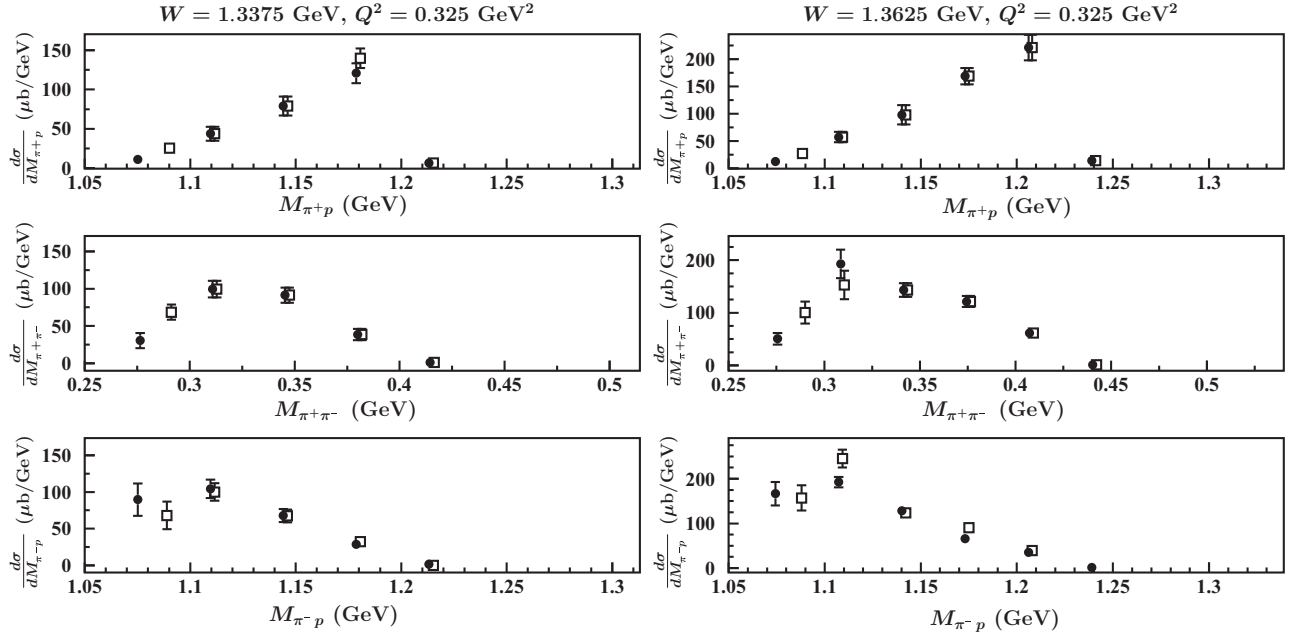 W = 1.3375 GeV, Q² = 0.325 GeV²
dσ/dM_{π⁺p} (μb/GeV)
150
100
50
0
1.05 1.1 1.15 1.2 1.25 1.3
M_{π⁺p} (GeV)
dσ/dM_{π⁺π⁻} (μb/GeV)
150
100
50
0
0.25 0.3 0.35 0.4 0.45 0.5
M_{π⁺π⁻} (GeV)
dσ/dM_{π⁻p} (μb/GeV)
150
100
50
0
1.05 1.1 1.15 1.2 1.25 1.3
M_{π⁻p} (GeV)
W = 1.3625 GeV, Q² = 0.325 GeV²
dσ/dM_{π⁺p} (μb/GeV)
200
150
100
50
0
1.05 1.1 1.15 1.2 1.25 1.3
M_{π⁺p} (GeV)
dσ/dM_{π⁺π⁻} (μb/GeV)
200
100
0
0.25 0.3 0.35 0.4 0.45 0.5
M_{π⁺π⁻} (GeV)
dσ/dM_{π⁻p} (μb/GeV)
200
100
0
1.05 1.1 1.15 1.2 1.25 1.3
M_{π⁻p} (GeV)